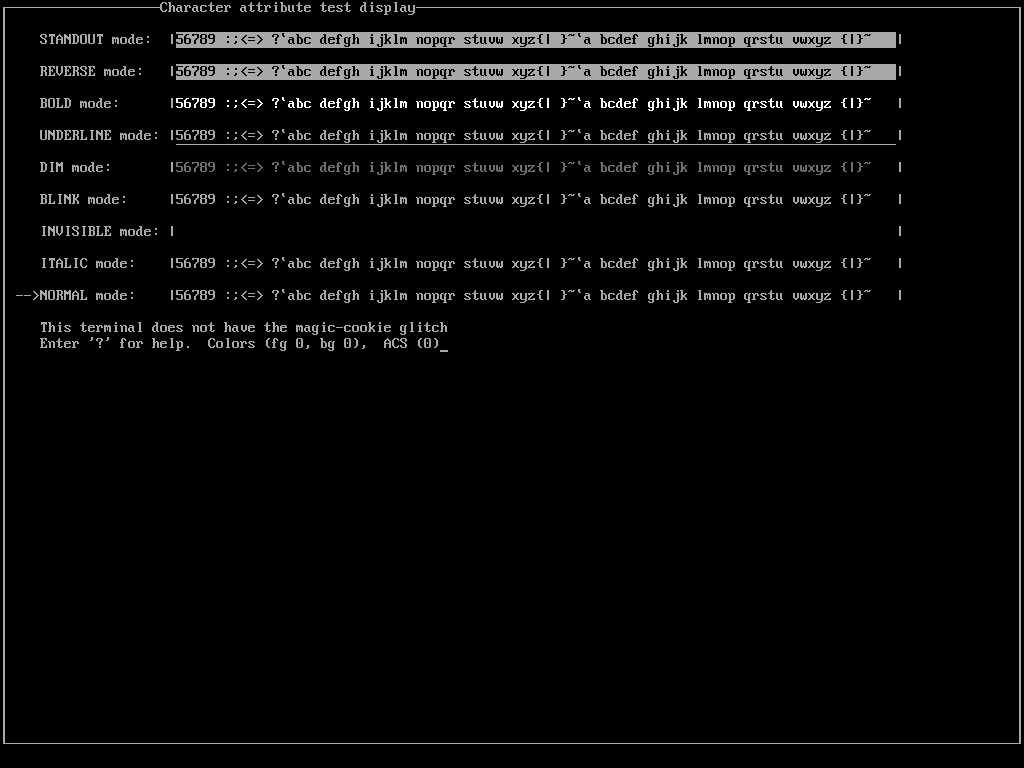 Character attribute test display
STANDOUT mode:  |56789 :;<=> ?`abc defgh ijklm nopqr stuvw xyz{| }~`a bcdef ghijk lmnop qrstu vwxyz {|}~   |
REVERSE mode:   |56789 :;<=> ?`abc defgh ijklm nopqr stuvw xyz{| }~`a bcdef ghijk lmnop qrstu vwxyz {|}~   |
BOLD mode:      |56789 :;<=> ?`abc defgh ijklm nopqr stuvw xyz{| }~`a bcdef ghijk lmnop qrstu vwxyz {|}~   |
UNDERLINE mode: |56789 :;<=> ?`abc defgh ijklm nopqr stuvw xyz{| }~`a bcdef ghijk lmnop qrstu vwxyz {|}~   |
DIM mode:       |56789 :;<=> ?`abc defgh ijklm nopqr stuvw xyz{| }~`a bcdef ghijk lmnop qrstu vwxyz {|}~   |
BLINK mode:     |56789 :;<=> ?`abc defgh ijklm nopqr stuvw xyz{| }~`a bcdef ghijk lmnop qrstu vwxyz {|}~   |
INVISIBLE mode: |                                                                                          |
ITALIC mode:    |56789 :;<=> ?`abc defgh ijklm nopqr stuvw xyz{| }~`a bcdef ghijk lmnop qrstu vwxyz {|}~   |
-->NORMAL mode:    |56789 :;<=> ?`abc defgh ijklm nopqr stuvw xyz{| }~`a bcdef ghijk lmnop qrstu vwxyz {|}~   |
This terminal does not have the magic-cookie glitch
Enter '?' for help.  Colors (fg 0, bg 0),  ACS (0)_